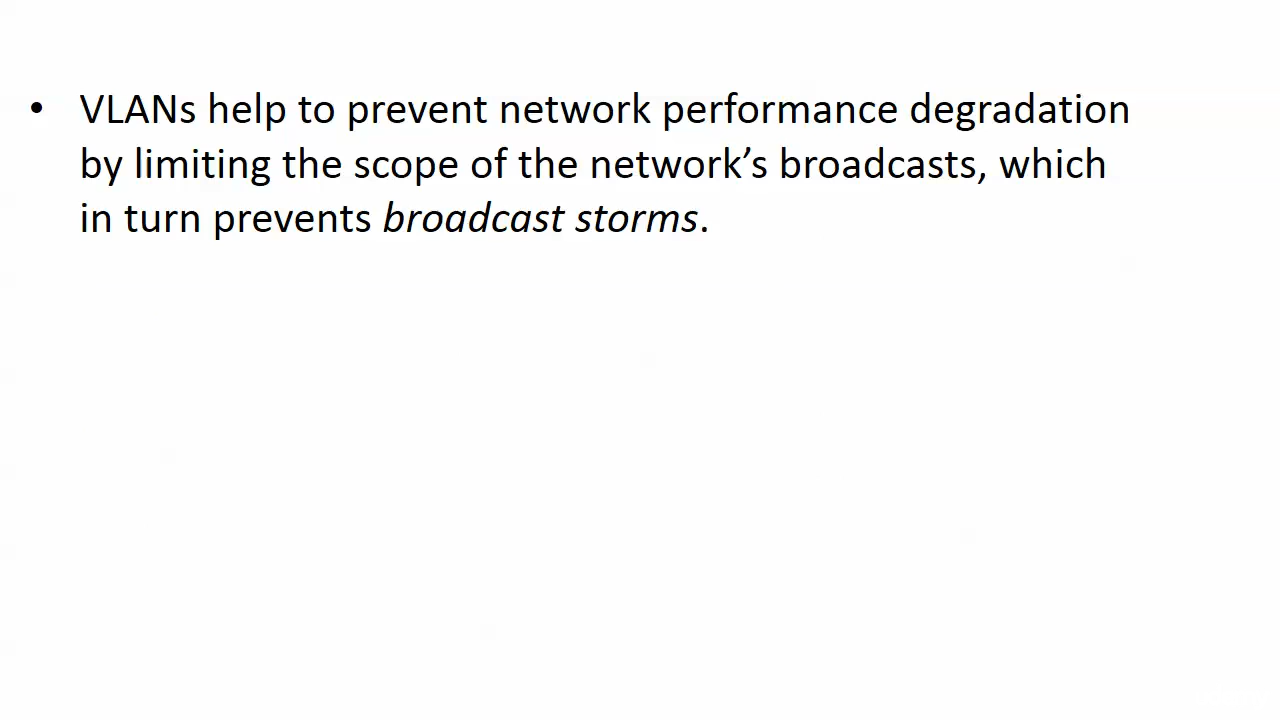 • VLANs help to prevent network performance degradation
by limiting the scope of the network’s broadcasts, which
in turn prevents broadcast storms.